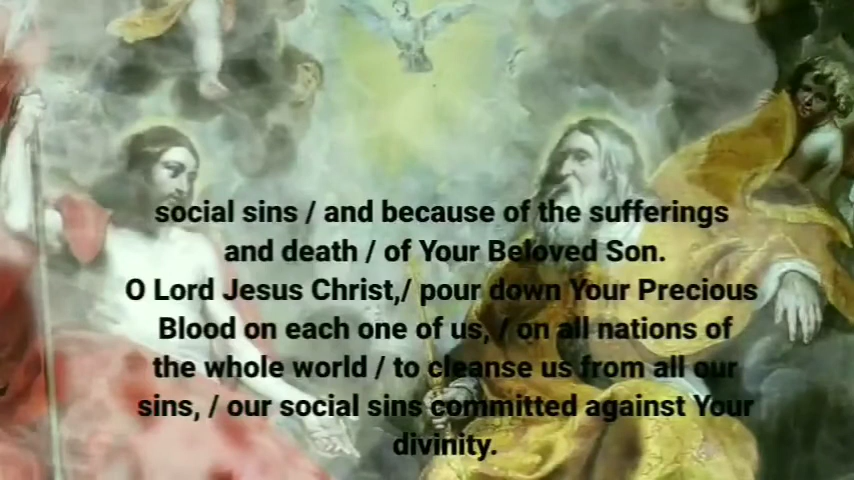 social sins / and because of the sufferings
and death / of Your Beloved Son.
O Lord Jesus Christ,/ pour down Your Precious
Blood on each one of us, / on all nations of
the whole world / to cleanse us from all our
sins, / our social sins committed against Your
divinity.